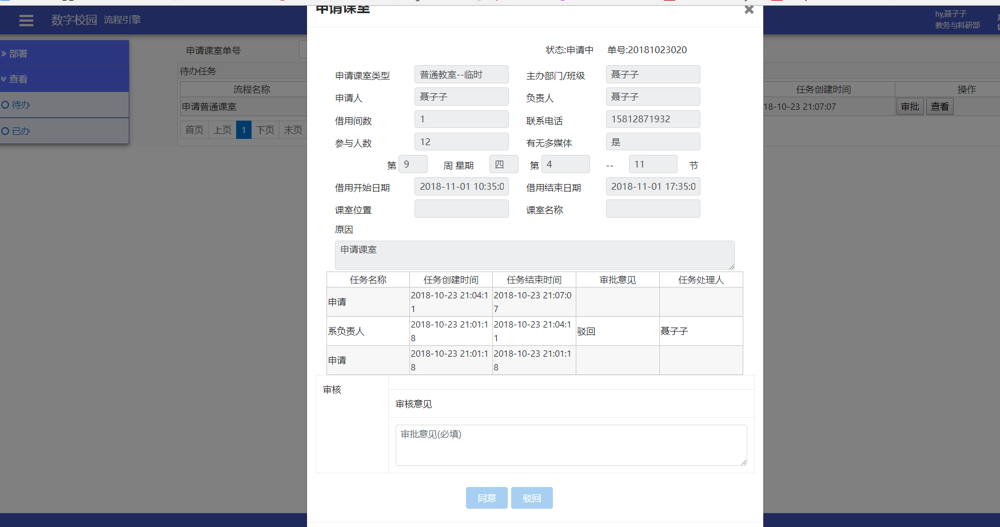 申请课室
数字校园 流程引擎
hy,聂子子
教务与科研部
部署
查看
待办
已办
申请课室单号
待办任务
流程名称 任务创建时间 操作
申请普通课室 18-10-23 21:07:07 审批 查看
首页 上页 1 下页 末页
状态:申请中 单号:20181023020
申请课室类型 普通教室--临时 主办部门/班级 聂子子
申请人 聂子子 负责人 聂子子
借用间数 1 联系电话 15812871932
参与人数 12 有无多媒体 是
第 9 周 星期 四 第 4 -- 11 节
借用开始日期 2018-11-01 10:35:0 借用结束日期 2018-11-01 17:35:0
课室位置 课室名称
原因
申请课室
任务名称 任务创建时间 任务结束时间 审批意见 任务处理人
申请 2018-10-23 21:04:11 2018-10-23 21:07:07
系负责人 2018-10-23 21:01:18 2018-10-23 21:04:11 驳回 聂子子
申请 2018-10-23 21:01:18 2018-10-23 21:01:18
审核
审核意见
审批意见(必填)
同意 驳回